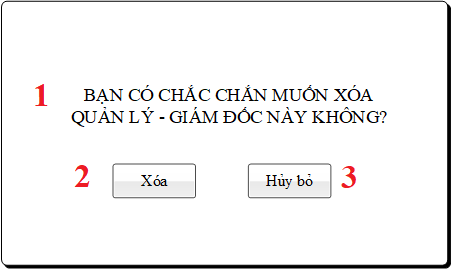 1
BẠN CÓ CHẮC CHẮN MUỐN XÓA
QUẢN LÝ - GIÁM ĐỐC NÀY KHÔNG?
2 Xóa Hủy bỏ 3